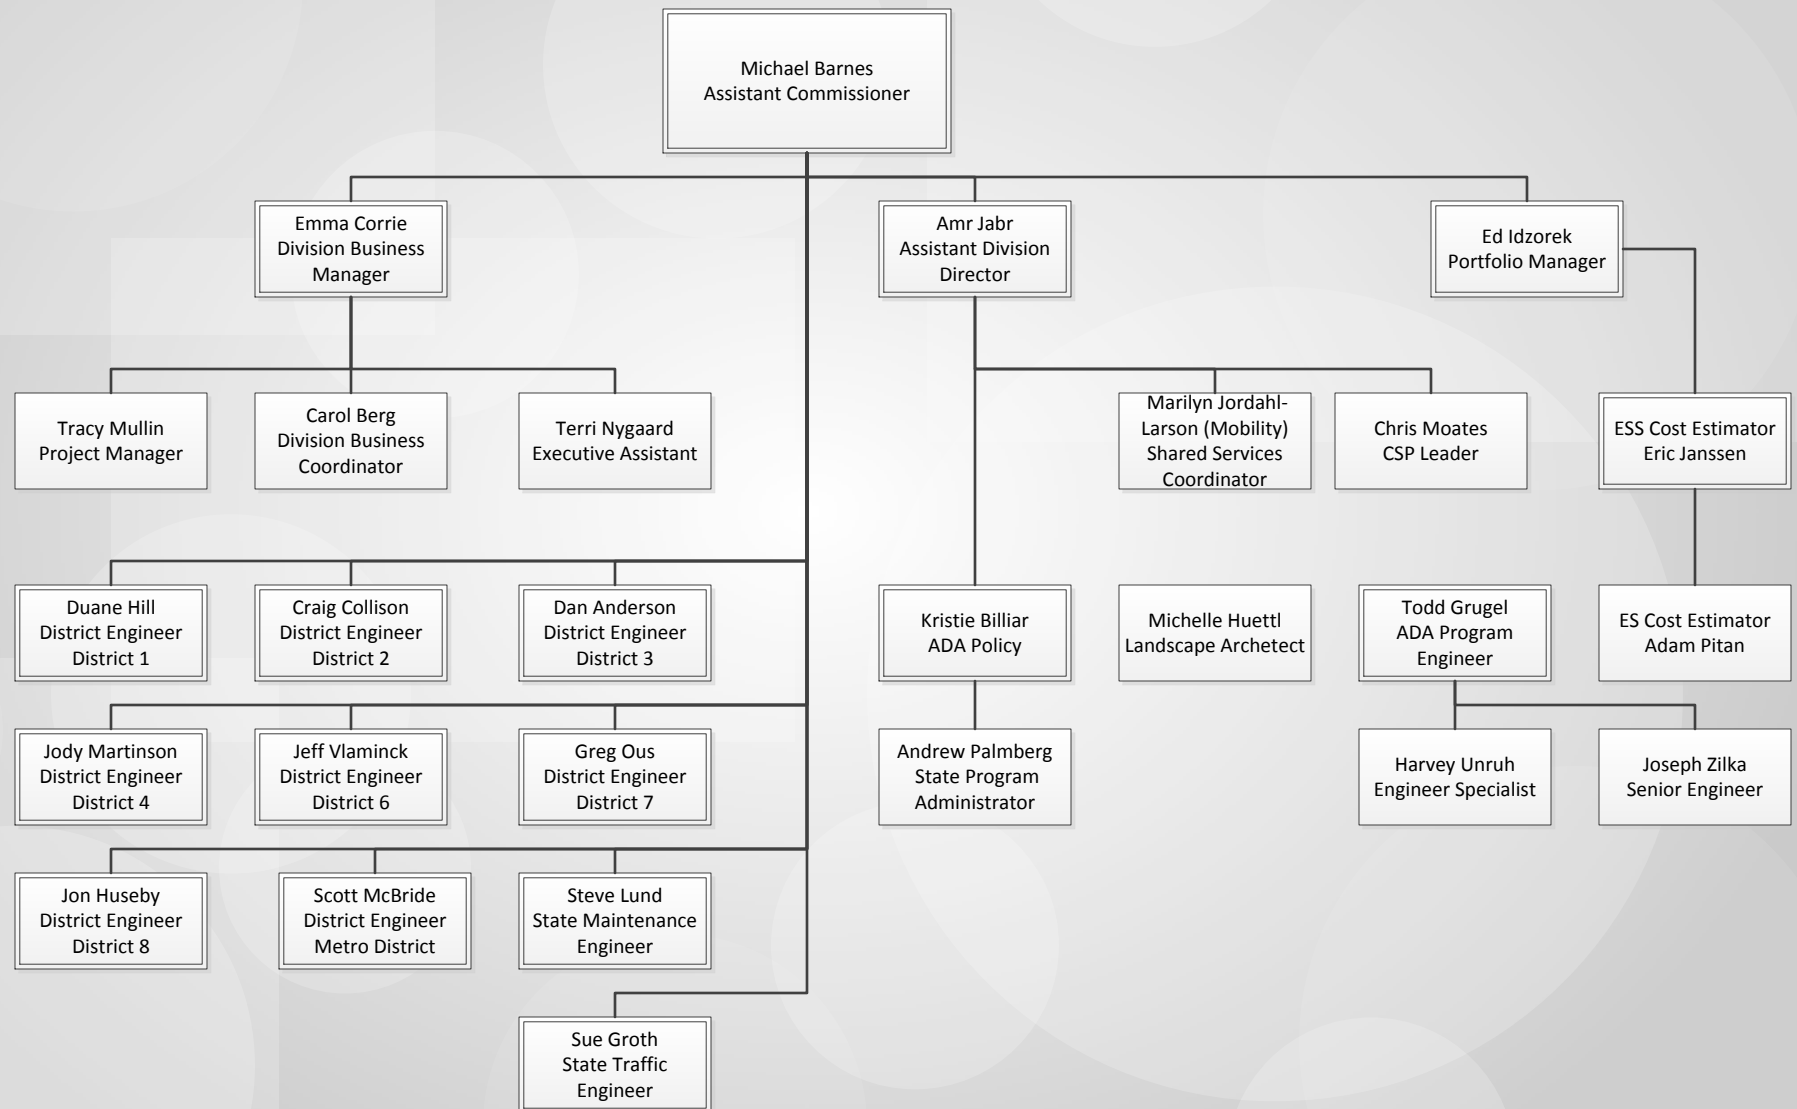 Michael Barnes
Assistant Commissioner
Emma Corrie
Division Business
Manager
Amr Jabr
Assistant Division
Director
Ed Idzorek
Portfolio Manager
Tracy Mullin
Project Manager
Carol Berg
Division Business
Coordinator
Terri Nygaard
Executive Assistant
Marilyn Jordahl-
Larson (Mobility)
Shared Services
Coordinator
Chris Moates
CSP Leader
ESS Cost Estimator
Eric Janssen
Duane Hill
District Engineer
District 1
Craig Collison
District Engineer
District 2
Dan Anderson
District Engineer
District 3
Kristie Billiar
ADA Policy
Michelle Huettl
Landscape Archetect
Todd Grugel
ADA Program
Engineer
ES Cost Estimator
Adam Pitan
Jody Martinson
District Engineer
District 4
Jeff Vlaminck
District Engineer
District 6
Greg Ous
District Engineer
District 7
Andrew Palmberg
State Program
Administrator
Harvey Unruh
Engineer Specialist
Joseph Zilka
Senior Engineer
Jon Huseby
District Engineer
District 8
Scott McBride
District Engineer
Metro District
Steve Lund
State Maintenance
Engineer
Sue Groth
State Traffic
Engineer